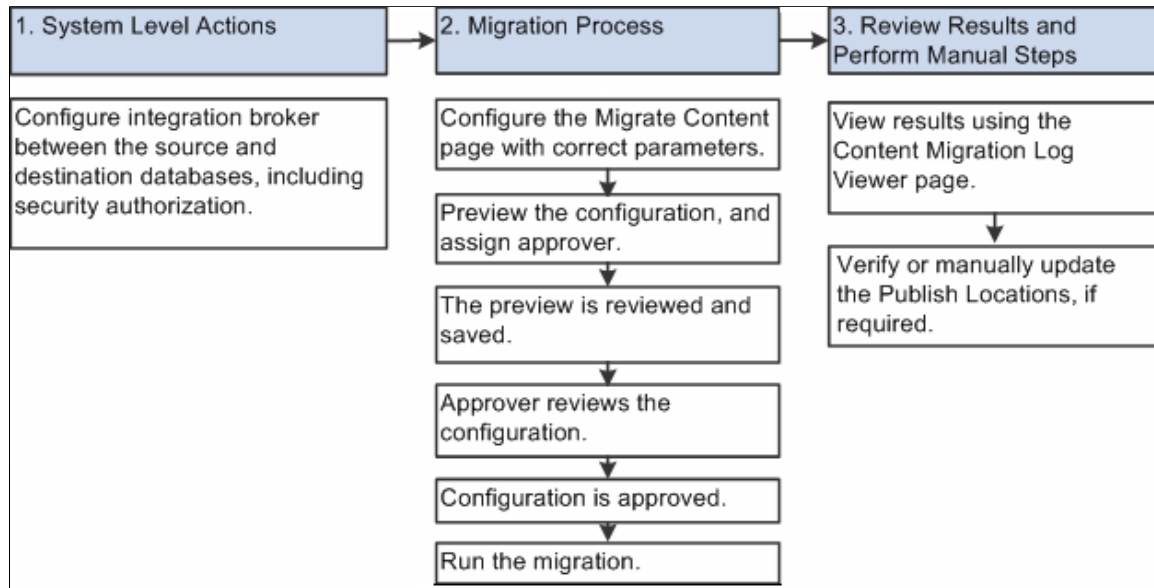 1. System Level Actions
2. Migration Process
3. Review Results and
Perform Manual Steps
Configure integration broker
between the source and
destination databases, including
security authorization.
Configure the Migrate Content
page with correct parameters.
Preview the configuration, and
assign approver.
The preview is reviewed and
saved.
Approver reviews the
configuration.
Configuration is approved.
Run the migration.
View results using the
Content Migration Log
Viewer page.
Verify or manually update
the Publish Locations, if
required.